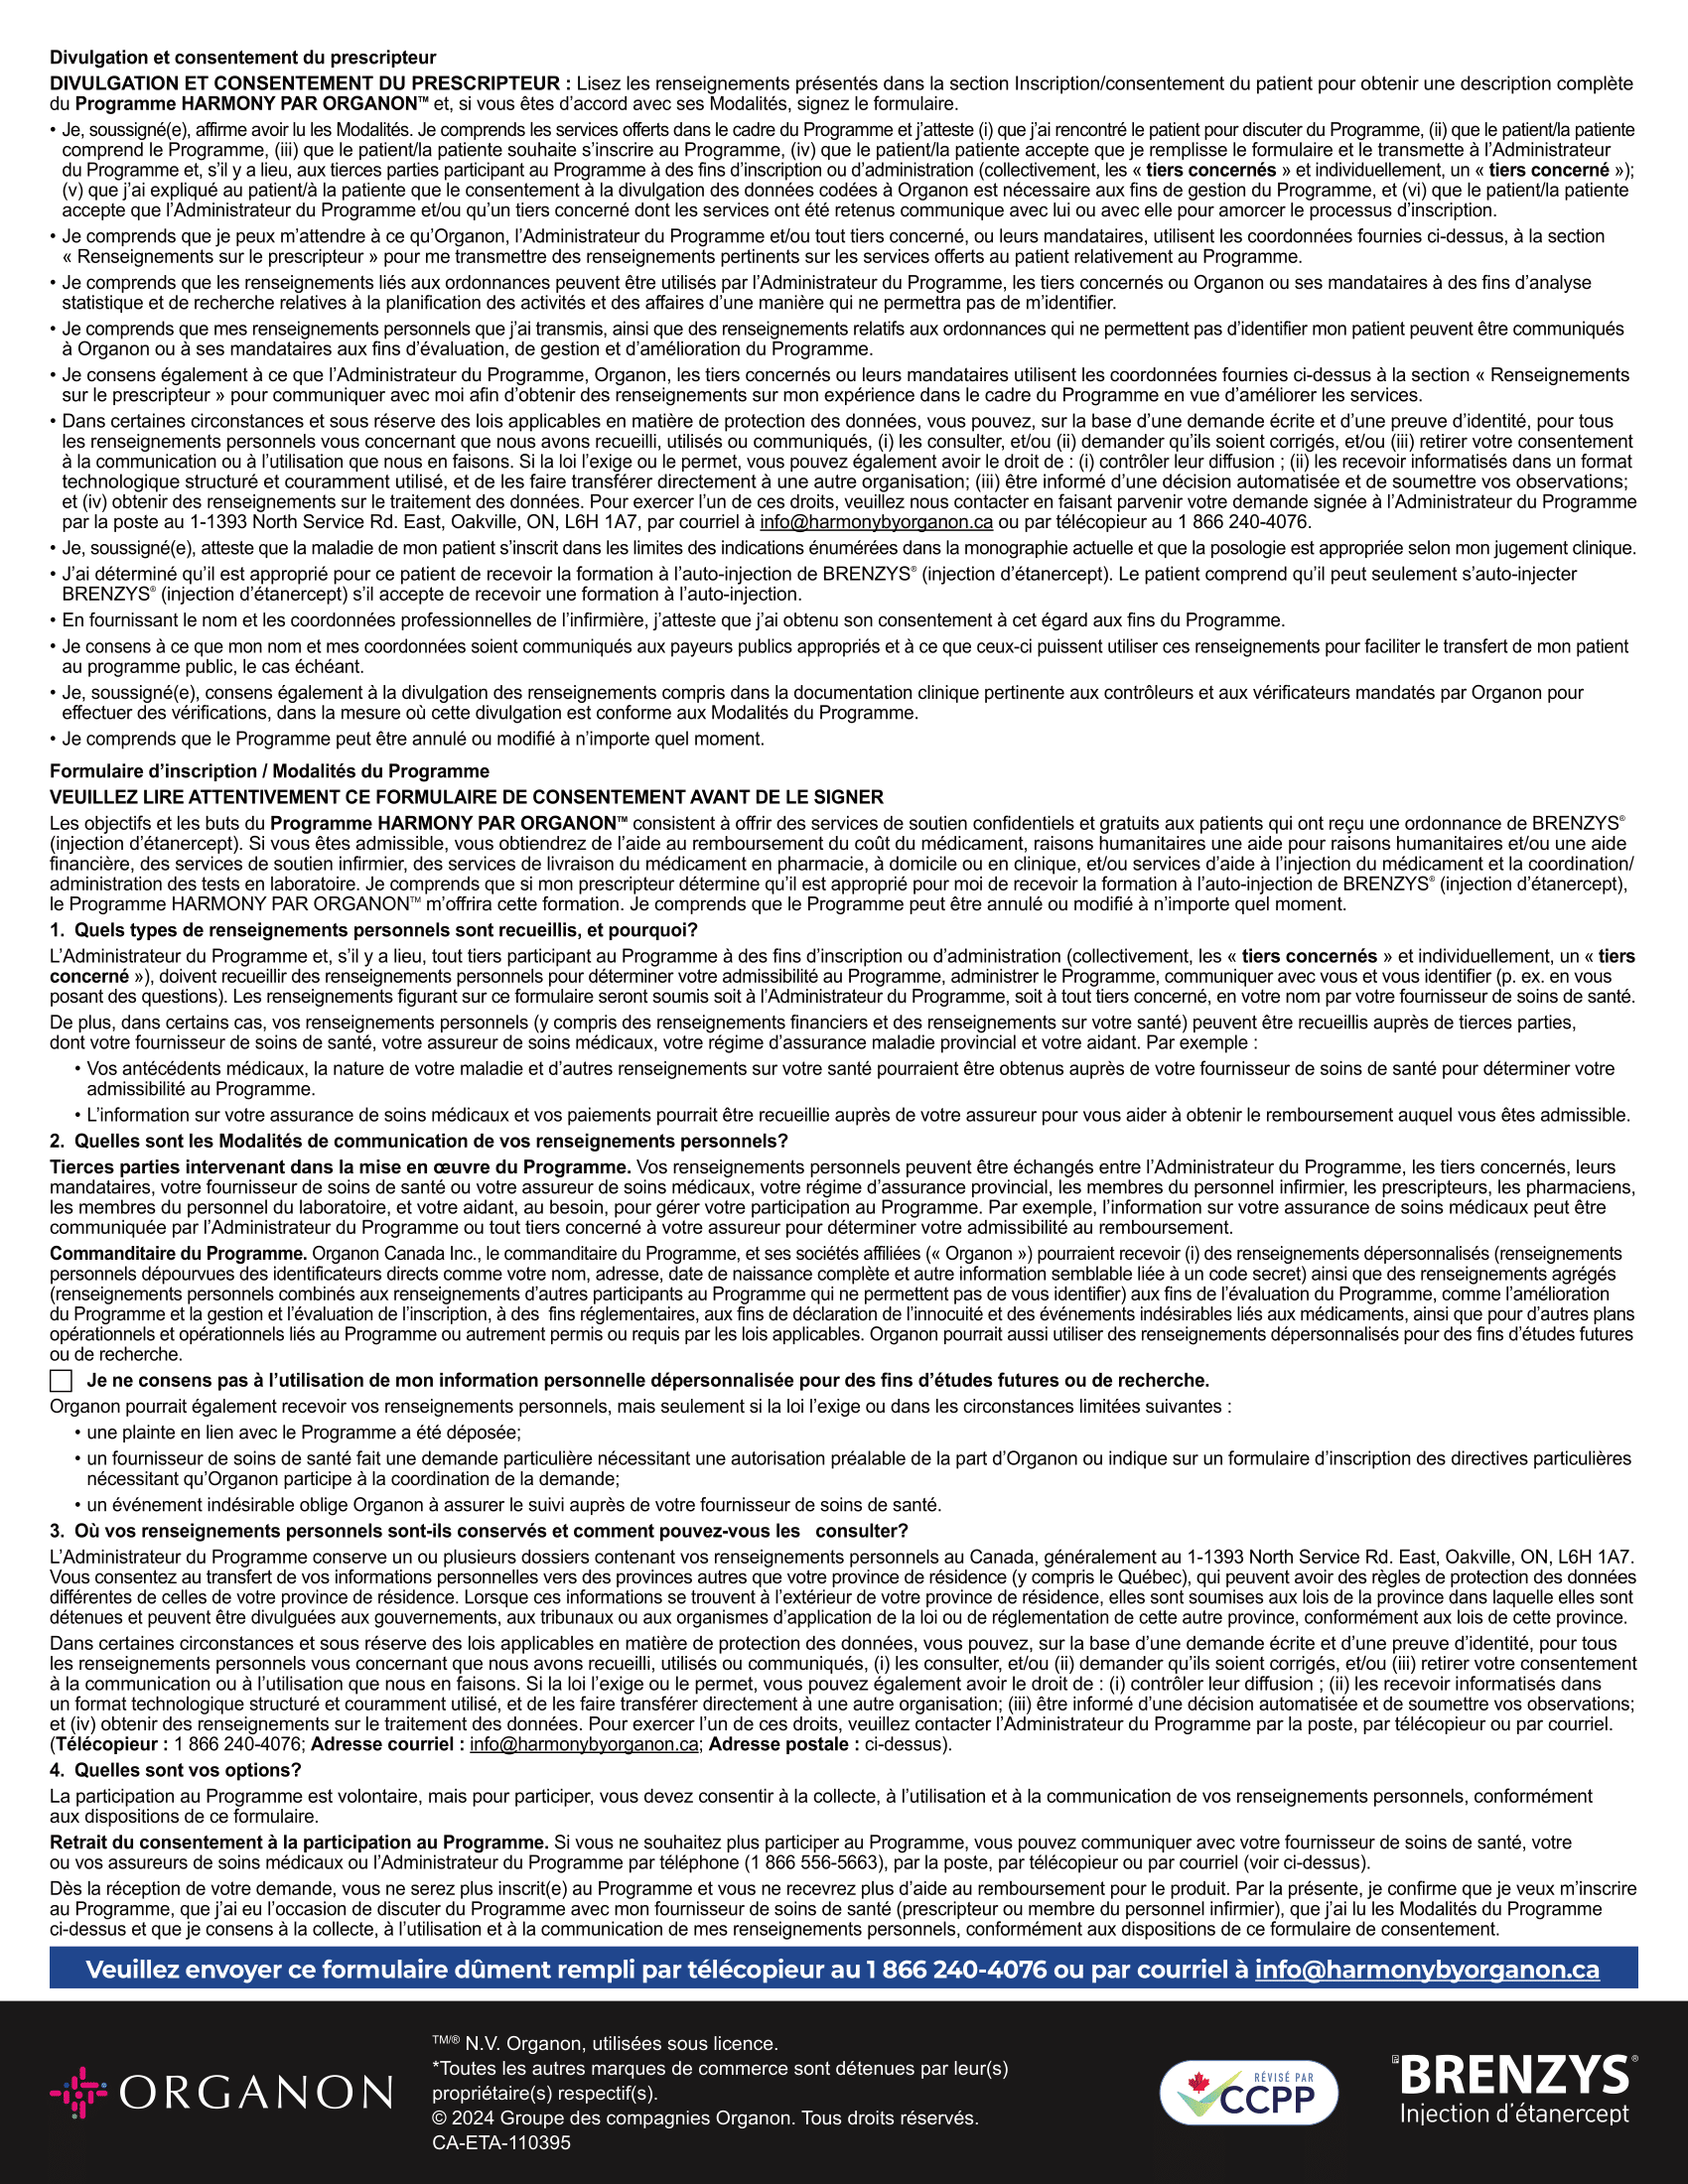 Divulgation et consentement du prescripteur
DIVULGATION ET CONSENTEMENT DU PRESCRIPTEUR : Lisez les renseignements présentés dans la section Inscription/consentement du patient pour obtenir une description complète
du Programme HARMONY PAR ORGANON™ et, si vous êtes d’accord avec ses Modalités, signez le formulaire.
• Je, soussigné(e), affirme avoir lu les Modalités. Je comprends les services offerts dans le cadre du Programme et j’atteste (i) que j’ai rencontré le patient pour discuter du Programme, (ii) que le patient/la patiente
comprend le Programme, (iii) que le patient/la patiente souhaite s’inscrire au Programme, (iv) que le patient/la patiente accepte que je remplisse le formulaire et le transmette à l’Administrateur
du Programme et, s’il y a lieu, aux tierces parties participant au Programme à des fins d’inscription ou d’administration (collectivement, les « tiers concernés » et individuellement, un « tiers concerné »);
(v) que j’ai expliqué au patient/à la patiente que le consentement à la divulgation des données codées à Organon est nécessaire aux fins de gestion du Programme, et (vi) que le patient/la patiente
accepte que l’Administrateur du Programme et/ou qu’un tiers concerné dont les services ont été retenus communique avec lui ou avec elle pour amorcer le processus d’inscription.
• Je comprends que je peux m’attendre à ce qu’Organon, l’Administrateur du Programme et/ou tout tiers concerné, ou leurs mandataires, utilisent les coordonnées fournies ci-dessus, à la section
« Renseignements sur le prescripteur » pour me transmettre des renseignements pertinents sur les services offerts au patient relativement au Programme.
• Je comprends que les renseignements liés aux ordonnances peuvent être utilisés par l’Administrateur du Programme, les tiers concernés ou Organon ou ses mandataires à des fins d’analyse
statistique et de recherche relatives à la planification des activités et des affaires d’une manière qui ne permettra pas de m’identifier.
• Je comprends que mes renseignements personnels que j’ai transmis, ainsi que des renseignements relatifs aux ordonnances qui ne permettent pas d’identifier mon patient peuvent être communiqués
à Organon ou à ses mandataires aux fins d’évaluation, de gestion et d’amélioration du Programme.
• Je consens également à ce que l’Administrateur du Programme, Organon, les tiers concernés ou leurs mandataires utilisent les coordonnées fournies ci-dessus à la section « Renseignements
sur le prescripteur » pour communiquer avec moi afin d’obtenir des renseignements sur mon expérience dans le cadre du Programme en vue d’améliorer les services.
• Dans certaines circonstances et sous réserve des lois applicables en matière de protection des données, vous pouvez, sur la base d’une demande écrite et d’une preuve d’identité, pour tous
les renseignements personnels vous concernant que nous avons recueilli, utilisés ou communiqués, (i) les consulter, et/ou (ii) demander qu’ils soient corrigés, et/ou (iii) retirer votre consentement
à la communication ou à l’utilisation que nous en faisons. Si la loi l’exige ou le permet, vous pouvez également avoir le droit de : (i) contrôler leur diffusion ; (ii) les recevoir informatisés dans un format
technologique structuré et couramment utilisé, et de les faire transférer directement à une autre organisation; (iii) être informé d’une décision automatisée et de soumettre vos observations;
et (iv) obtenir des renseignements sur le traitement des données. Pour exercer l’un de ces droits, veuillez nous contacter en faisant parvenir votre demande signée à l’Administrateur du Programme
par la poste au 1-1393 North Service Rd. East, Oakville, ON, L6H 1A7, par courriel à info@harmonybyorganon.ca ou par télécopieur au 1 866 240-4076.
• Je, soussigné(e), atteste que la maladie de mon patient s’inscrit dans les limites des indications énumérées dans la monographie actuelle et que la posologie est appropriée selon mon jugement clinique.
• J’ai déterminé qu’il est approprié pour ce patient de recevoir la formation à l’auto-injection de BRENZYS® (injection d’étanercept). Le patient comprend qu’il peut seulement s’auto-injecter
BRENZYS® (injection d’étanercept) s’il accepte de recevoir une formation à l’auto-injection.
• En fournissant le nom et les coordonnées professionnelles de l’infirmière, j’atteste que j’ai obtenu son consentement à cet égard aux fins du Programme.
• Je consens à ce que mon nom et mes coordonnées soient communiqués aux payeurs publics appropriés et à ce que ceux-ci puissent utiliser ces renseignements pour faciliter le transfert de mon patient
au programme public, le cas échéant.
• Je, soussigné(e), consens également à la divulgation des renseignements compris dans la documentation clinique pertinente aux contrôleurs et aux vérificateurs mandatés par Organon pour
effectuer des vérifications, dans la mesure où cette divulgation est conforme aux Modalités du Programme.
• Je comprends que le Programme peut être annulé ou modifié à n’importe quel moment.
Formulaire d’inscription / Modalités du Programme
VEUILLEZ LIRE ATTENTIVEMENT CE FORMULAIRE DE CONSENTEMENT AVANT DE LE SIGNER
Les objectifs et les buts du Programme HARMONY PAR ORGANON™ consistent à offrir des services de soutien confidentiels et gratuits aux patients qui ont reçu une ordonnance de BRENZYS®
(injection d’étanercept). Si vous êtes admissible, vous obtiendrez de l’aide au remboursement du coût du médicament, raisons humanitaires une aide pour raisons humanitaires et/ou une aide
financière, des services de soutien infirmier, des services de livraison du médicament en pharmacie, à domicile ou en clinique, et/ou services d’aide à l’injection du médicament et la coordination/
administration des tests en laboratoire. Je comprends que si mon prescripteur détermine qu’il est approprié pour moi de recevoir la formation à l’auto-injection de BRENZYS® (injection d’étanercept),
le Programme HARMONY PAR ORGANON™ m’offrira cette formation. Je comprends que le Programme peut être annulé ou modifié à n’importe quel moment.
1. Quels types de renseignements personnels sont recueillis, et pourquoi?
L’Administrateur du Programme et, s’il y a lieu, tout tiers participant au Programme à des fins d’inscription ou d’administration (collectivement, les « tiers concernés » et individuellement, un « tiers
concerné »), doivent recueillir des renseignements personnels pour déterminer votre admissibilité au Programme, administrer le Programme, communiquer avec vous et vous identifier (p. ex. en vous
posant des questions). Les renseignements figurant sur ce formulaire seront soumis soit à l’Administrateur du Programme, soit à tout tiers concerné, en votre nom par votre fournisseur de soins de santé.
De plus, dans certains cas, vos renseignements personnels (y compris des renseignements financiers et des renseignements sur votre santé) peuvent être recueillis auprès de tierces parties,
dont votre fournisseur de soins de santé, votre assureur de soins médicaux, votre régime d’assurance maladie provincial et votre aidant. Par exemple :
• Vos antécédents médicaux, la nature de votre maladie et d’autres renseignements sur votre santé pourraient être obtenus auprès de votre fournisseur de soins de santé pour déterminer votre
admissibilité au Programme.
• L’information sur votre assurance de soins médicaux et vos paiements pourrait être recueillie auprès de votre assureur pour vous aider à obtenir le remboursement auquel vous êtes admissible.
2. Quelles sont les Modalités de communication de vos renseignements personnels?
Tierces parties intervenant dans la mise en œuvre du Programme. Vos renseignements personnels peuvent être échangés entre l’Administrateur du Programme, les tiers concernés, leurs
mandataires, votre fournisseur de soins de santé ou votre assureur de soins médicaux, votre régime d’assurance provincial, les membres du personnel infirmier, les prescripteurs, les pharmaciens,
les membres du personnel du laboratoire, et votre aidant, au besoin, pour gérer votre participation au Programme. Par exemple, l’information sur votre assurance de soins médicaux peut être
communiquée par l’Administrateur du Programme ou tout tiers concerné à votre assureur pour déterminer votre admissibilité au remboursement.
Commanditaire du Programme. Organon Canada Inc., le commanditaire du Programme, et ses sociétés affiliées (« Organon ») pourraient recevoir (i) des renseignements dépersonnalisés (renseignements
personnels dépourvues des identificateurs directs comme votre nom, adresse, date de naissance complète et autre information semblable liée à un code secret) ainsi que des renseignements agrégés
(renseignements personnels combinés aux renseignements d’autres participants au Programme qui ne permettent pas de vous identifier) aux fins de l’évaluation du Programme, comme l’amélioration
du Programme et la gestion et l’évaluation de l’inscription, à des fins réglementaires, aux fins de déclaration de l’innocuité et des événements indésirables liés aux médicaments, ainsi que pour d’autres plans
opérationnels et opérationnels liés au Programme ou autrement permis ou requis par les lois applicables. Organon pourrait aussi utiliser des renseignements dépersonnalisés pour des fins d’études futures
ou de recherche.
Je ne consens pas à l’utilisation de mon information personnelle dépersonnalisée pour des fins d’études futures ou de recherche.
Organon pourrait également recevoir vos renseignements personnels, mais seulement si la loi l’exige ou dans les circonstances limitées suivantes :
• une plainte en lien avec le Programme a été déposée;
• un fournisseur de soins de santé fait une demande particulière nécessitant une autorisation préalable de la part d’Organon ou indique sur un formulaire d’inscription des directives particulières
nécessitant qu’Organon participe à la coordination de la demande;
• un événement indésirable oblige Organon à assurer le suivi auprès de votre fournisseur de soins de santé.
3. Où vos renseignements personnels sont-ils conservés et comment pouvez-vous les consulter?
L’Administrateur du Programme conserve un ou plusieurs dossiers contenant vos renseignements personnels au Canada, généralement au 1-1393 North Service Rd. East, Oakville, ON, L6H 1A7.
Vous consentez au transfert de vos informations personnelles vers des provinces autres que votre province de résidence (y compris le Québec), qui peuvent avoir des règles de protection des données
différentes de celles de votre province de résidence. Lorsque ces informations se trouvent à l’extérieur de votre province de résidence, elles sont soumises aux lois de la province dans laquelle elles sont
détenues et peuvent être divulguées aux gouvernements, aux tribunaux ou aux organismes d’application de la loi ou de réglementation de cette autre province, conformément aux lois de cette province.
Dans certaines circonstances et sous réserve des lois applicables en matière de protection des données, vous pouvez, sur la base d’une demande écrite et d’une preuve d’identité, pour tous
les renseignements personnels vous concernant que nous avons recueilli, utilisés ou communiqués, (i) les consulter, et/ou (ii) demander qu’ils soient corrigés, et/ou (iii) retirer votre consentement
à la communication ou à l’utilisation que nous en faisons. Si la loi l’exige ou le permet, vous pouvez également avoir le droit de : (i) contrôler leur diffusion ; (ii) les recevoir informatisés dans
un format technologique structuré et couramment utilisé, et de les faire transférer directement à une autre organisation; (iii) être informé d’une décision automatisée et de soumettre vos observations;
et (iv) obtenir des renseignements sur le traitement des données. Pour exercer l’un de ces droits, veuillez contacter l’Administrateur du Programme par la poste, par télécopieur ou par courriel.
(Télécopieur : 1 866 240-4076; Adresse courriel : info@harmonybyorganon.ca; Adresse postale : ci-dessus).
4. Quelles sont vos options?
La participation au Programme est volontaire, mais pour participer, vous devez consentir à la collecte, à l’utilisation et à la communication de vos renseignements personnels, conformément
aux dispositions de ce formulaire.
Retrait du consentement à la participation au Programme. Si vous ne souhaitez plus participer au Programme, vous pouvez communiquer avec votre fournisseur de soins de santé, votre
ou vos assureurs de soins médicaux ou l’Administrateur du Programme par téléphone (1 866 556-5663), par la poste, par télécopieur ou par courriel (voir ci-dessus).
Dès la réception de votre demande, vous ne serez plus inscrit(e) au Programme et vous ne recevrez plus d’aide au remboursement pour le produit. Par la présente, je confirme que je veux m’inscrire
au Programme, que j’ai eu l’occasion de discuter du Programme avec mon fournisseur de soins de santé (prescripteur ou membre du personnel infirmier), que j’ai lu les Modalités du Programme
ci-dessus et que je consens à la collecte, à l’utilisation et à la communication de mes renseignements personnels, conformément aux dispositions de ce formulaire de consentement.
Veuillez envoyer ce formulaire dûment rempli par télécopieur au 1 866 240-4076 ou par courriel à info@harmonybyorganon.ca
ORGANON
TM/® N.V. Organon, utilisées sous licence.
*Toutes les autres marques de commerce sont détenues par leur(s)
propriétaire(s) respectif(s).
© 2024 Groupe des compagnies Organon. Tous droits réservés.
CA-ETA-110395
RÉVISÉ PAR
CCPP
BRENZYS®
Injection d’étanercept